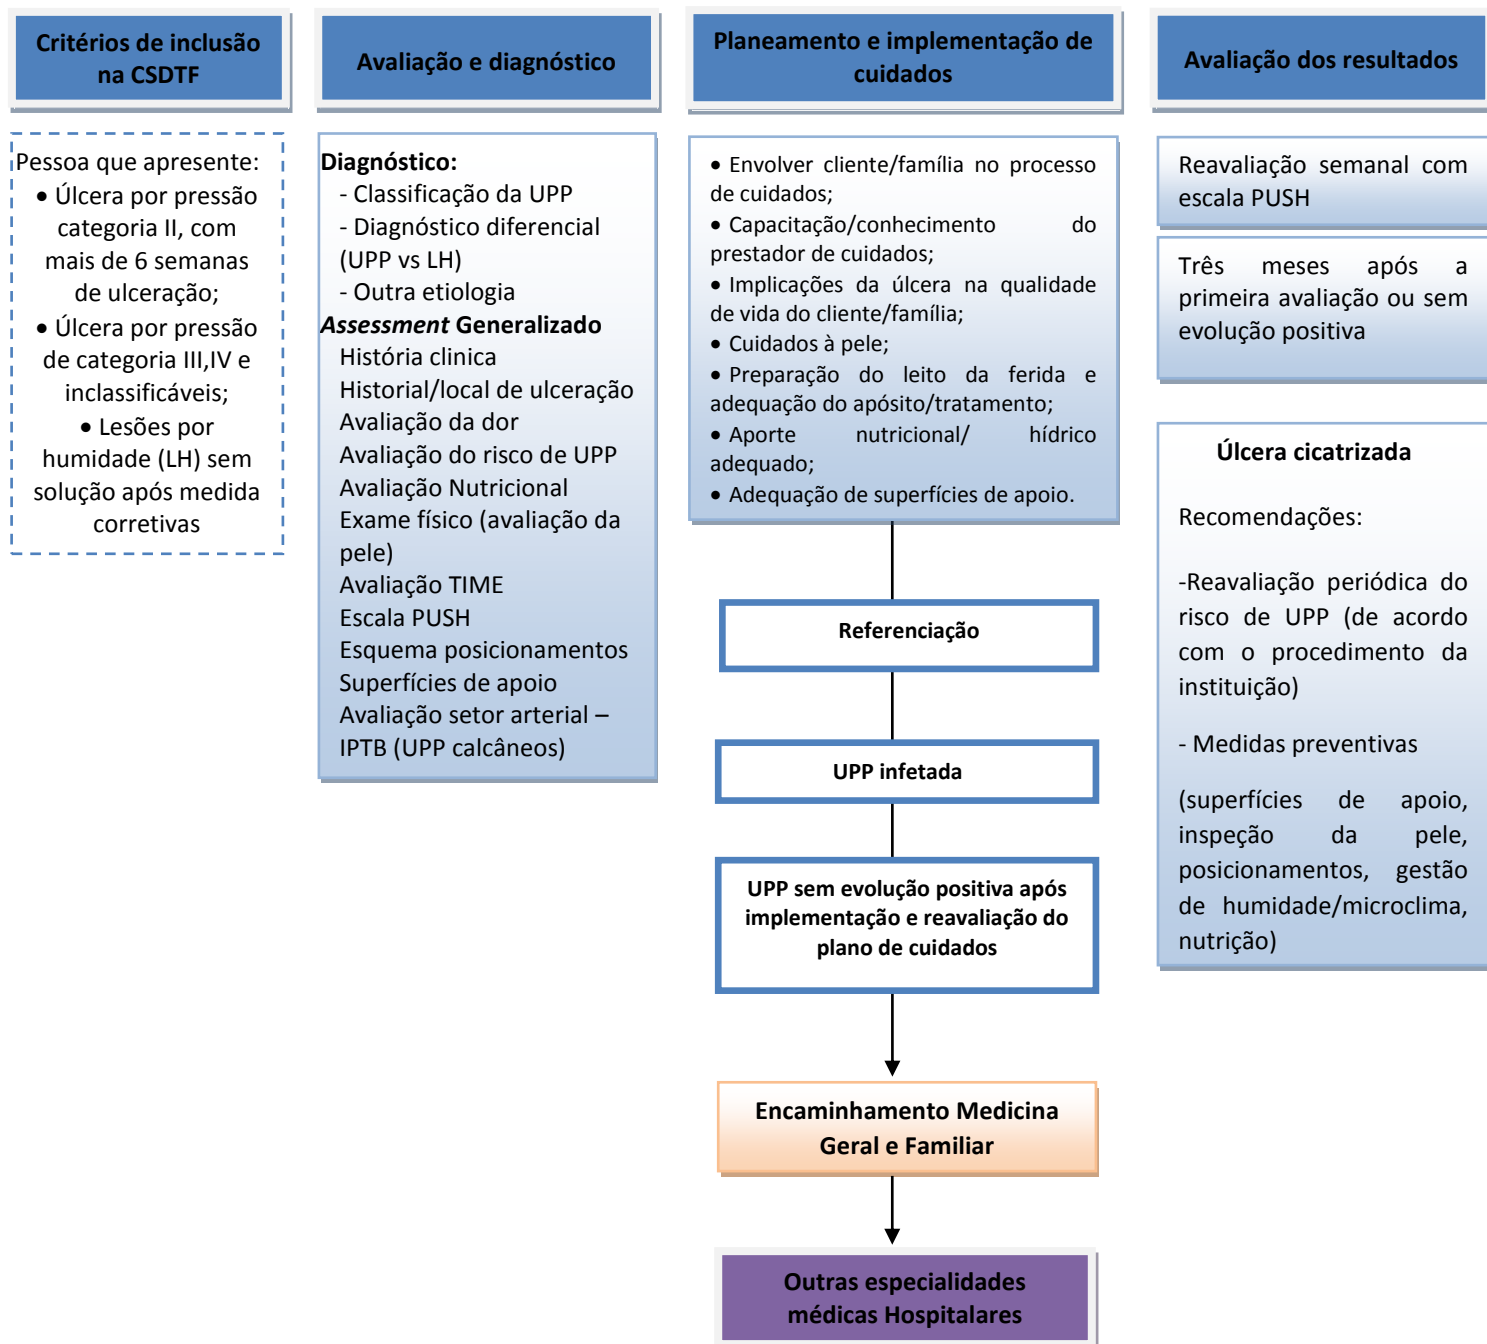 Critérios de inclusão
na CSDTF
Pessoa que apresente:
• Úlcera por pressão
categoria II, com
mais de 6 semanas
de ulceração;
• Úlcera por pressão
de categoria III,IV e
inclassificáveis;
• Lesões por
humidade (LH) sem
solução após medida
corretivas
Avaliação e diagnóstico
Diagnóstico:
- Classificação da UPP
- Diagnóstico diferencial
(UPP vs LH)
- Outra etiologia
Assessment Generalizado
História clinica
Historial/local de ulceração
Avaliação da dor
Avaliação do risco de UPP
Avaliação Nutricional
Exame físico (avaliação da
pele)
Avaliação TIME
Escala PUSH
Esquema posicionamentos
Superfícies de apoio
Avaliação setor arterial –
IPTB (UPP calcâneos)
Planeamento e implementação de
cuidados
• Envolver cliente/família no processo
de cuidados;
• Capacitação/conhecimento do
prestador de cuidados;
• Implicações da úlcera na qualidade
de vida do cliente/família;
• Cuidados à pele;
• Preparação do leito da ferida e
adequação do apósito/tratamento;
• Aporte nutricional/ hídrico
adequado;
• Adequação de superfícies de apoio.
Referenciação
UPP infetada
UPP sem evolução positiva após
implementação e reavaliação do
plano de cuidados
Encaminhamento Medicina
Geral e Familiar
Outras especialidades
médicas Hospitalares
Avaliação dos resultados
Reavaliação semanal com
escala PUSH
Três meses após a
primeira avaliação ou sem
evolução positiva
Úlcera cicatrizada
Recomendações:
-Reavaliação periódica do
risco de UPP (de acordo
com o procedimento da
instituição)
- Medidas preventivas
(superfícies de apoio,
inspeção da pele,
posicionamentos, gestão
de humidade/microclima,
nutrição)